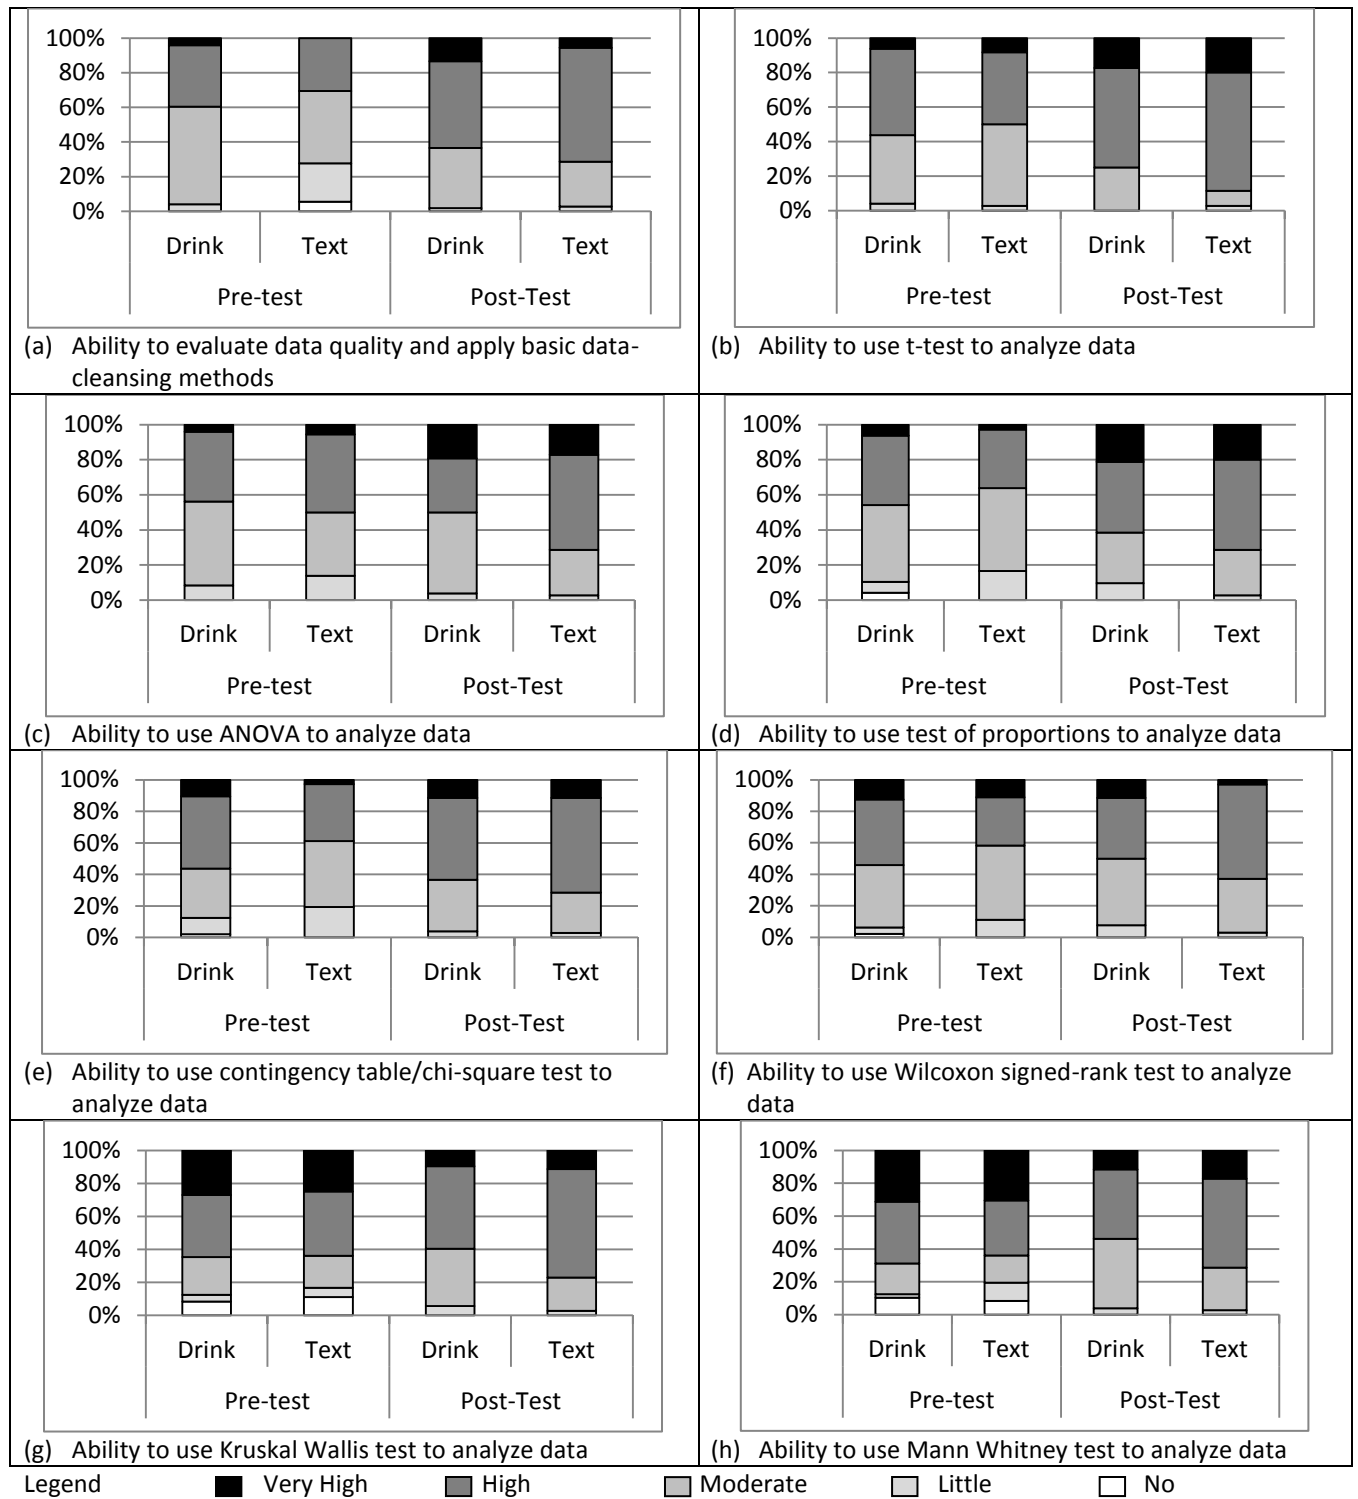 100%
80%
60%
40%
20%
0%
Drink Text Drink Text
Pre-test Post-Test
(a) Ability to evaluate data quality and apply basic data-
cleansing methods
100%
80%
60%
40%
20%
0%
Drink Text Drink Text
Pre-test Post-Test
(b) Ability to use t-test to analyze data
100%
80%
60%
40%
20%
0%
Drink Text Drink Text
Pre-test Post-Test
(c) Ability to use ANOVA to analyze data
100%
80%
60%
40%
20%
0%
Drink Text Drink Text
Pre-test Post-Test
(d) Ability to use test of proportions to analyze data
100%
80%
60%
40%
20%
0%
Drink Text Drink Text
Pre-test Post-Test
(e) Ability to use contingency table/chi-square test to
analyze data
100%
80%
60%
40%
20%
0%
Drink Text Drink Text
Pre-test Post-Test
(f) Ability to use Wilcoxon signed-rank test to analyze
data
100%
80%
60%
40%
20%
0%
Drink Text Drink Text
Pre-test Post-Test
(g) Ability to use Kruskal Wallis test to analyze data
100%
80%
60%
40%
20%
0%
Drink Text Drink Text
Pre-test Post-Test
(h) Ability to use Mann Whitney test to analyze data
Legend Very High High Moderate Little No